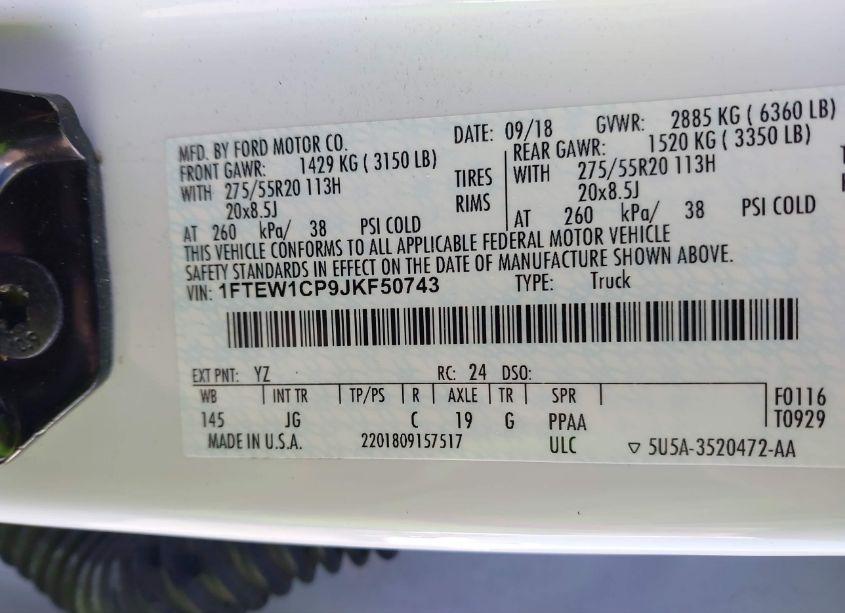 MFD. BY FORD MOTOR CO. DATE: 09/18 GVWR: 2885 KG ( 6360 LB)
FRONT GAWR: 1429 KG ( 3150 LB) REAR GAWR: 1520 KG ( 3350 LB)
WITH 275/55R20 113H TIRES WITH 275/55R20 113H
20x8.5J RIMS 20x8.5J
AT 260 kPa/ 38 PSI COLD AT 260 kPa/ 38 PSI COLD
THIS VEHICLE CONFORMS TO ALL APPLICABLE FEDERAL MOTOR VEHICLE
SAFETY STANDARDS IN EFFECT ON THE DATE OF MANUFACTURE SHOWN ABOVE.
VIN: 1FTEW1CP9JKF50743 TYPE: Truck
EXT PNT: YZ RC: 24 DSO:
WB INT TR TP/PS R AXLE TR SPR F0116
145 JG C 19 G PPAA T0929
MADE IN U.S.A. 2201809157517 ULC ▽ 5U5A-3520472-AA